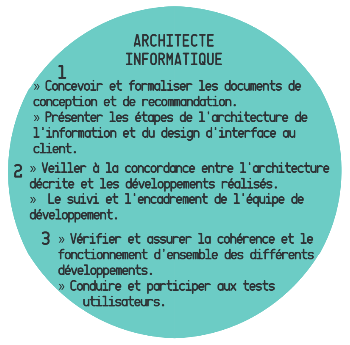 ARCHITECTE
INFORMATIQUE
1
» Concevoir et formaliser les documents de
conception et de recommandation.
» Présenter les étapes de l'architecture de
l'information et du design d'interface au
client.
2 » Veiller à la concordance entre l'architecture
décrite et les développements réalisés.
» Le suivi et l'encadrement de l'équipe de
développement.
3 » Vérifier et assurer la cohérence et le
fonctionnement d'ensemble des différents
développements.
» Conduire et participer aux tests
utilisateurs.